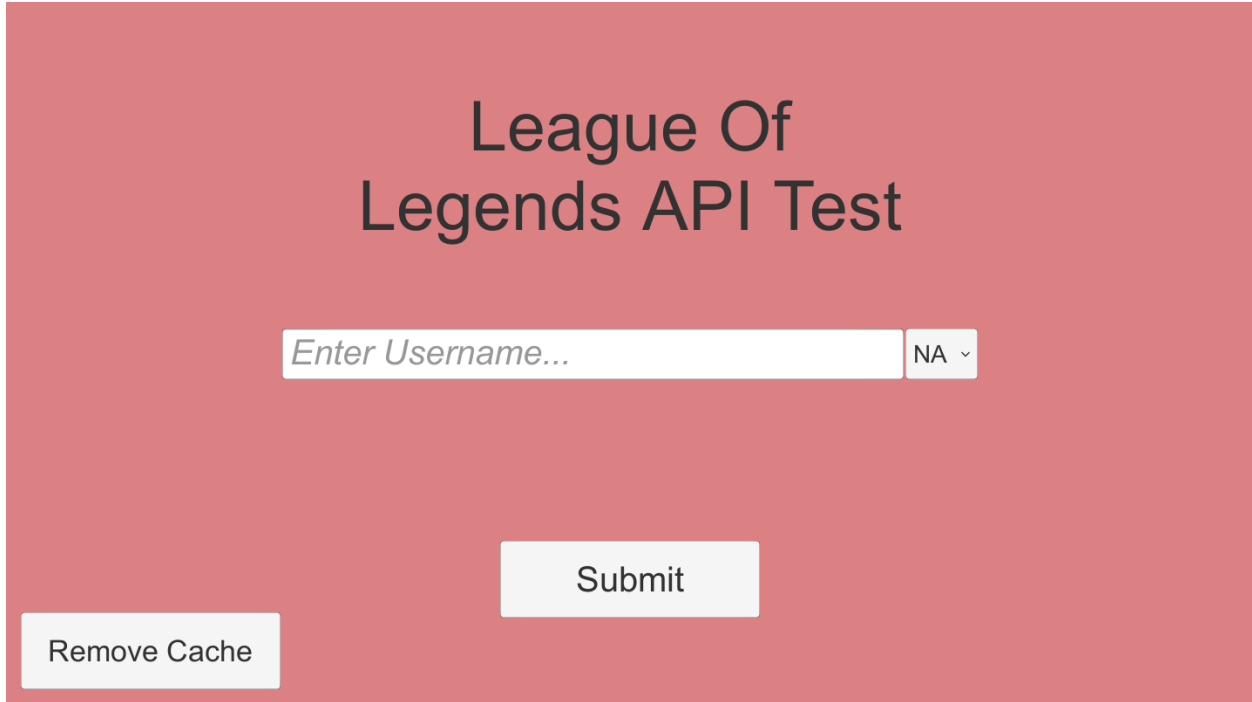 League Of
Legends API Test
Enter Username...
NA
Submit
Remove Cache